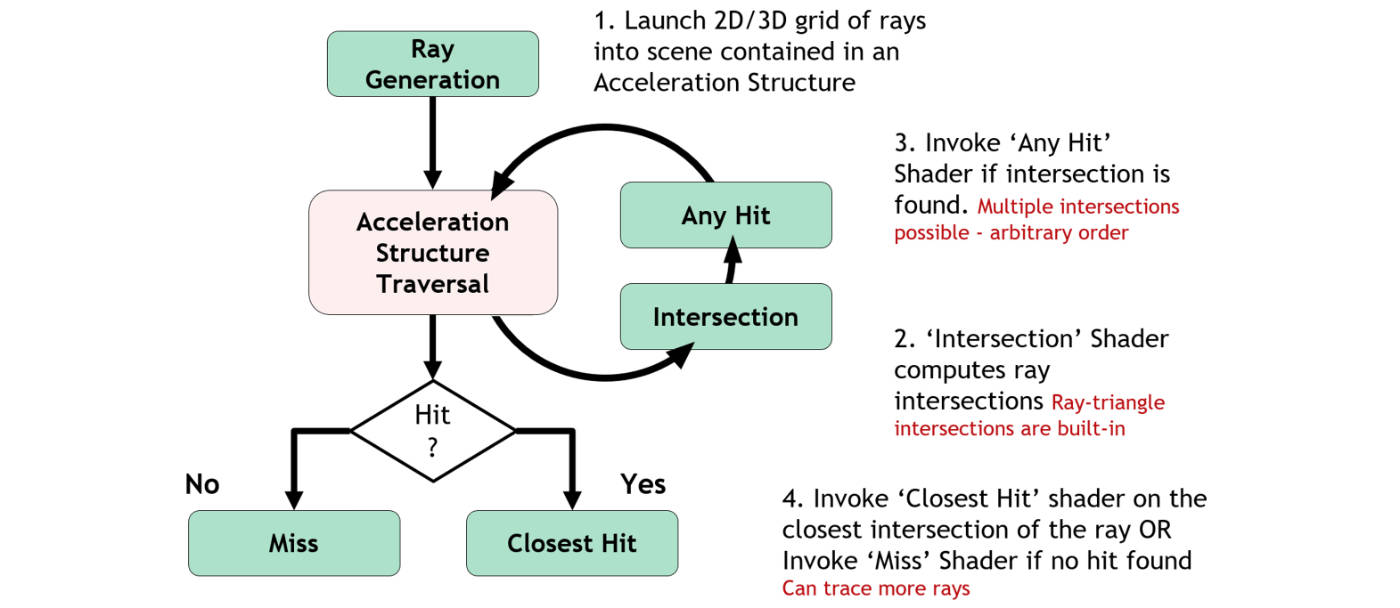 Ray
Generation
1. Launch 2D/3D grid of rays
into scene contained in an
Acceleration Structure
3. Invoke ‘Any Hit’
Shader if intersection is
found. Multiple intersections
possible - arbitrary order
Any Hit
Acceleration
Structure
Traversal
Intersection
2. ‘Intersection’ Shader
computes ray
intersections Ray-triangle
intersections are built-in
Hit
?
No
Yes
Miss
Closest Hit
4. Invoke ‘Closest Hit’ shader on the
closest intersection of the ray OR
Invoke ‘Miss’ Shader if no hit found
Can trace more rays